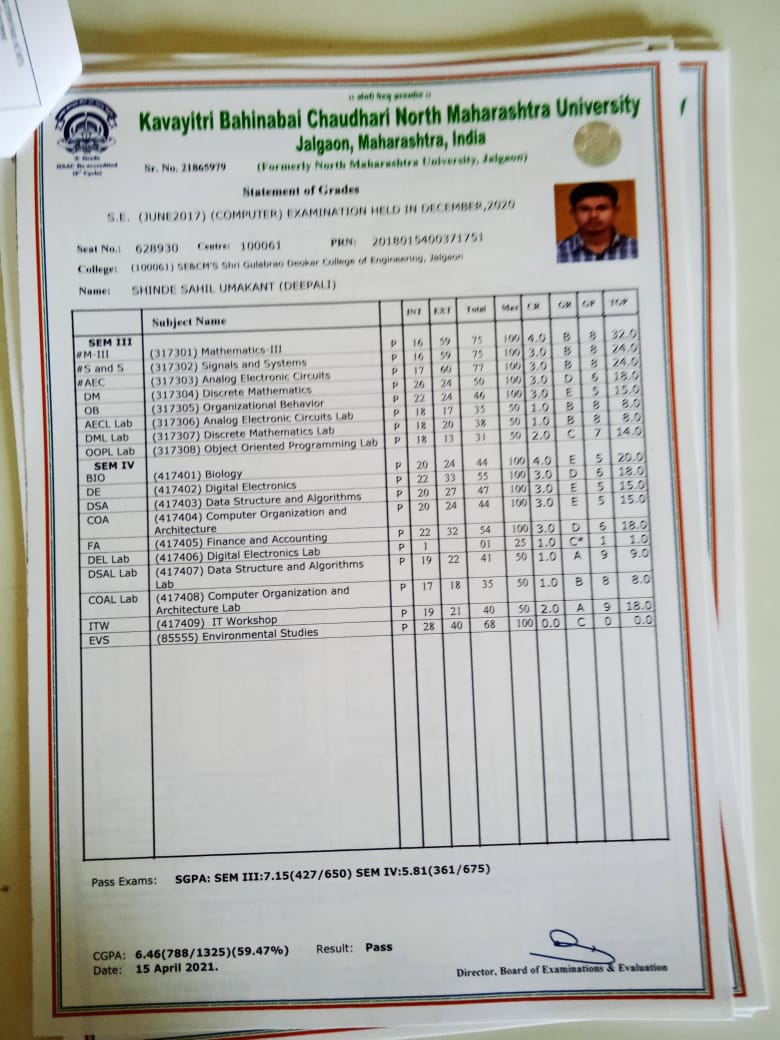 Kavayitri Bahinabai Chaudhari North Maharashtra University
Jalgaon, Maharashtra, India
Sr. No. 21865979 (Formerly North Maharashtra University, Jalgaon)
Statement of Grades
S.E. (JUNE2017) (COMPUTER) EXAMINATION HELD IN DECEMBER,2020
Seat No.: 628930 Centre: 100061 PRN: 2018015400371751
College: (100061) SE&CM'S Shri Gulabrao Deokar College of Engineering, Jalgaon
Name: SHINDE SAHIL UMAKANT (DEEPALI)
Subject Name INT EXT Total Max CR GR GP TGP
SEM III
#M-III (317301) Mathematics-III P 16 59 75 100 4.0 B 8 32.0
#S and S (317302) Signals and Systems P 16 59 75 100 3.0 B 8 24.0
#AEC (317303) Analog Electronic Circuits P 17 60 77 100 3.0 B 8 24.0
DM (317304) Discrete Mathematics P 26 24 50 100 3.0 D 6 18.0
OB (317305) Organizational Behavior P 22 24 46 100 3.0 E 5 15.0
AECL Lab (317306) Analog Electronic Circuits Lab P 18 17 35 50 1.0 B 8 8.0
DML Lab (317307) Discrete Mathematics Lab P 18 20 38 50 1.0 B 8 8.0
OOPL Lab (317308) Object Oriented Programming Lab P 18 13 31 50 2.0 C 7 14.0
SEM IV
BIO (417401) Biology P 20 24 44 100 4.0 E 5 20.0
DE (417402) Digital Electronics P 22 33 55 100 3.0 D 6 18.0
DSA (417403) Data Structure and Algorithms P 20 27 47 100 3.0 E 5 15.0
COA (417404) Computer Organization and P 20 24 44 100 3.0 E 5 15.0
Architecture
FA (417405) Finance and Accounting P 22 32 54 100 3.0 D 6 18.0
DEL Lab (417406) Digital Electronics Lab P 1 01 25 1.0 C* 1 1.0
DSAL Lab (417407) Data Structure and Algorithms P 19 22 41 50 1.0 A 9 9.0
Lab
COAL Lab (417408) Computer Organization and P 17 18 35 50 1.0 B 8 8.0
Architecture Lab
ITW (417409) IT Workshop P 19 21 40 50 2.0 A 9 18.0
EVS (85555) Environmental Studies P 28 40 68 100 0.0 C 0 0.0
Pass Exams: SGPA: SEM III:7.15(427/650) SEM IV:5.81(361/675)
CGPA: 6.46(788/1325)(59.47%) Result: Pass
Date: 15 April 2021.
Director, Board of Examinations & Evaluation